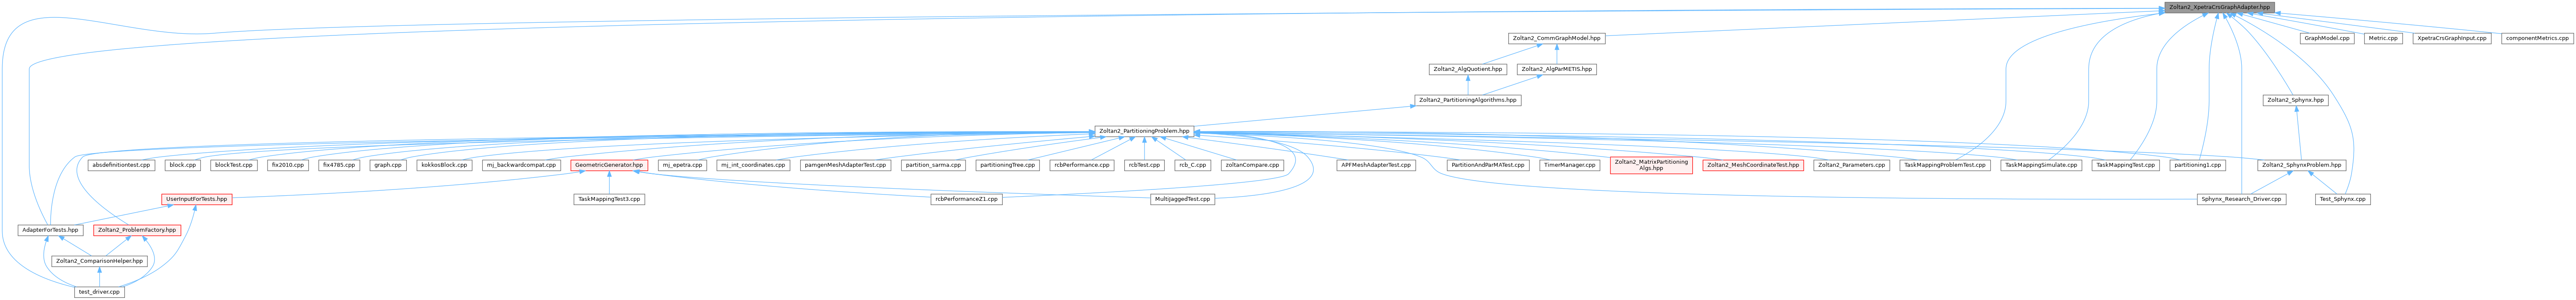 Zoltan2_XpetraCrsGraphAdapter.hpp
Zoltan2_CommGraphModel.hpp
GraphModel.cpp
Metric.cpp
XpetraCrsGraphInput.cpp
componentMetrics.cpp
Zoltan2_AlgQuotient.hpp
Zoltan2_AlgParMETIS.hpp
Zoltan2_PartitioningAlgorithms.hpp
Zoltan2_Sphynx.hpp
Zoltan2_PartitioningProblem.hpp
absdefinitiontest.cpp
block.cpp
blockTest.cpp
fix2010.cpp
fix4785.cpp
graph.cpp
kokkosBlock.cpp
mj_backwardcompat.cpp
GeometricGenerator.hpp
mj_epetra.cpp
mj_int_coordinates.cpp
pamgenMeshAdapterTest.cpp
partition_sarma.cpp
partitioningTree.cpp
rcbPerformance.cpp
rcbTest.cpp
rcb_C.cpp
zoltanCompare.cpp
APFMeshAdapterTest.cpp
PartitionAndParMATest.cpp
TimerManager.cpp
Zoltan2_MatrixPartitioning
Algs.hpp
Zoltan2_MeshCoordinateTest.hpp
Zoltan2_Parameters.cpp
TaskMappingProblemTest.cpp
TaskMappingSimulate.cpp
TaskMappingTest.cpp
partitioning1.cpp
Zoltan2_SphynxProblem.hpp
UserInputForTests.hpp
TaskMappingTest3.cpp
rcbPerformanceZ1.cpp
MultiJaggedTest.cpp
Sphynx_Research_Driver.cpp
Test_Sphynx.cpp
AdapterForTests.hpp
Zoltan2_ProblemFactory.hpp
Zoltan2_ComparisonHelper.hpp
test_driver.cpp